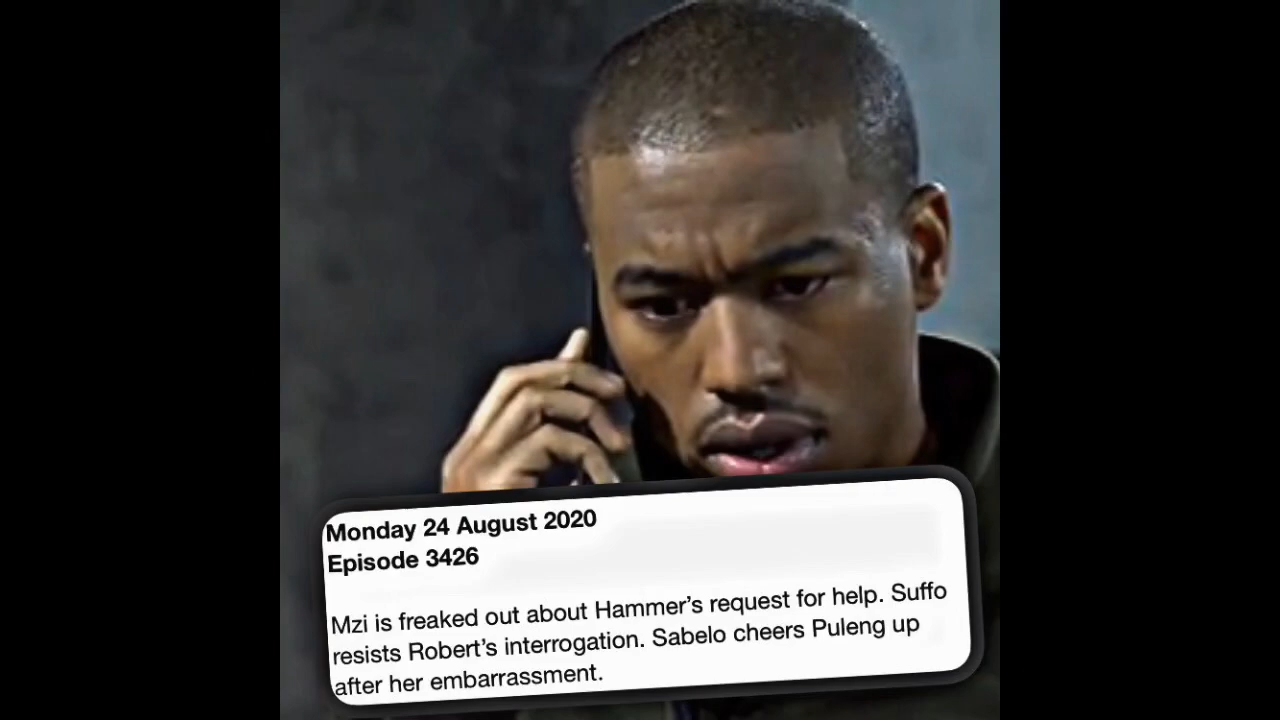 Monday 24 August 2020
Episode 3426
Mzi is freaked out about Hammer’s request for help. Suffo
resists Robert’s interrogation. Sabelo cheers Puleng up
after her embarrassment.